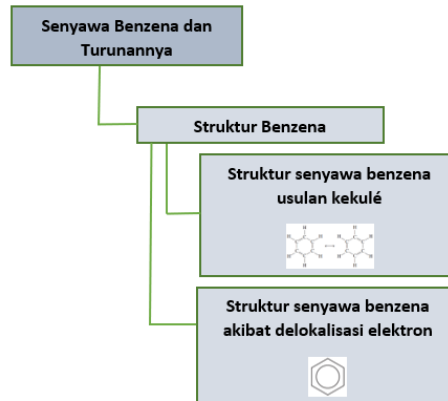 Senyawa Benzena dan
Turunannya
Struktur Benzena
Struktur senyawa benzena
usulan kekulé
Struktur senyawa benzena
akibat delokalisasi elektron